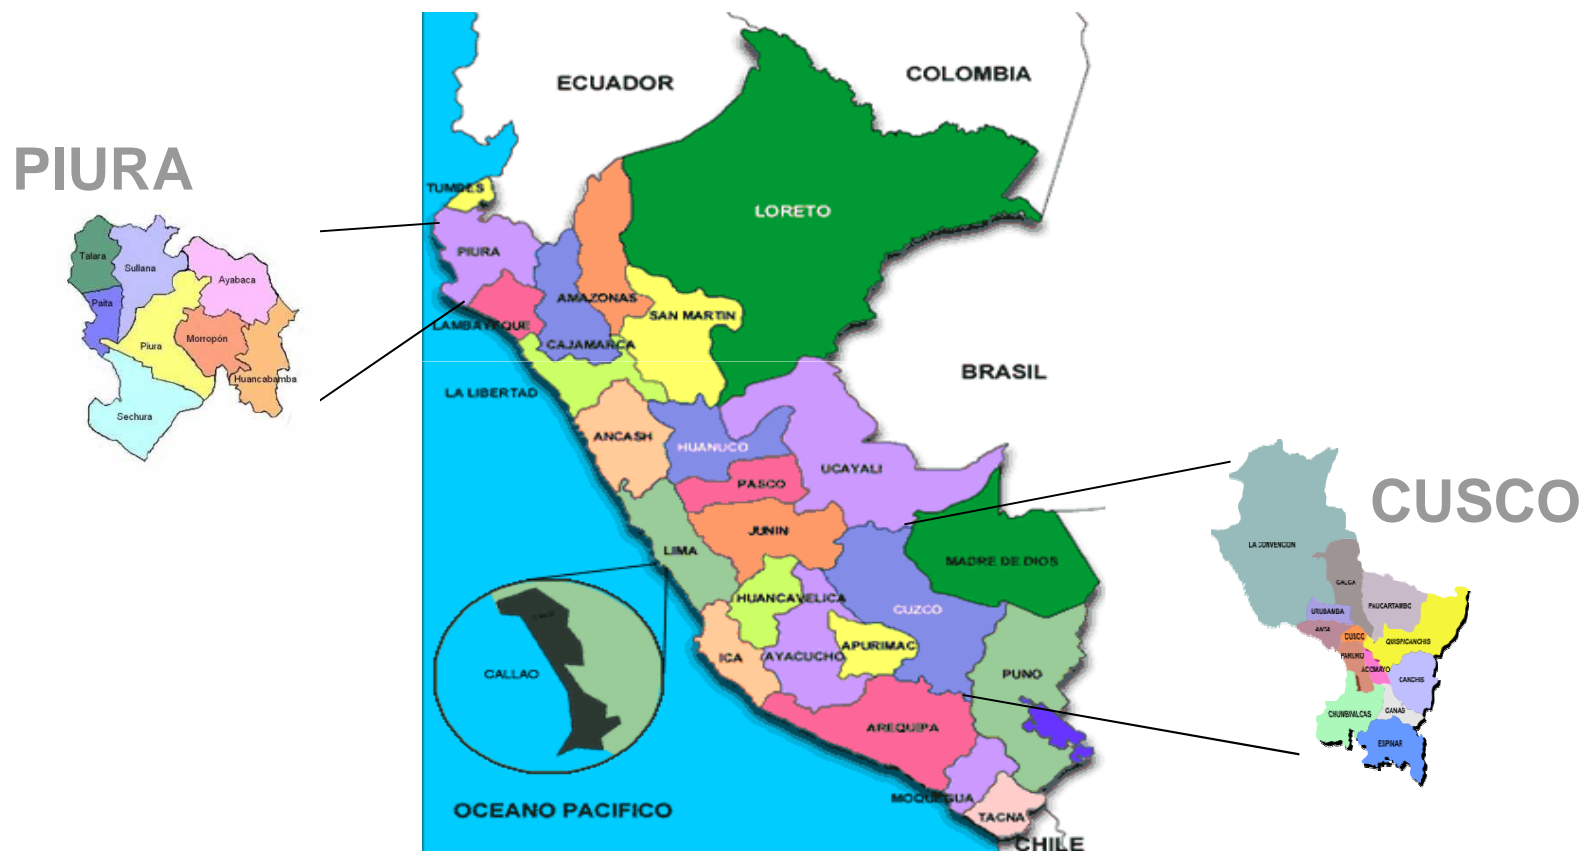 ECUADOR
COLOMBIA
PIURA
TUMBES
LORETO
PIURA
Talara
Sullana
Ayabaca
Paita
AMAZONAS
SAN MARTIN
LAMBAYEQUE
Piura
Morropón
CAJAMARCA
BRASIL
Huancabamba
LA LIBERTAD
Sechura
ANCASH
HUANUCO
UCAYALI
PASCO
CUSCO
JUNIN
LIMA
MADRE DE DIOS
LA CONVENCION
CALCA
HUANCAVELICA
CUZCO
PAUCARTAMBO
URUBANDA
ANTA
CUSCO
QUISPICANCHIS
APURIMAC
ICA
AYACUCHO
PARURO
ACOMAYO
CALLAO
PUNO
CANCHIS
CHUMBIVILCAS
CANAS
AREQUIPA
ESPINAR
MOQUEGUA
OCEANO PACIFICO
TACNA
CHILE